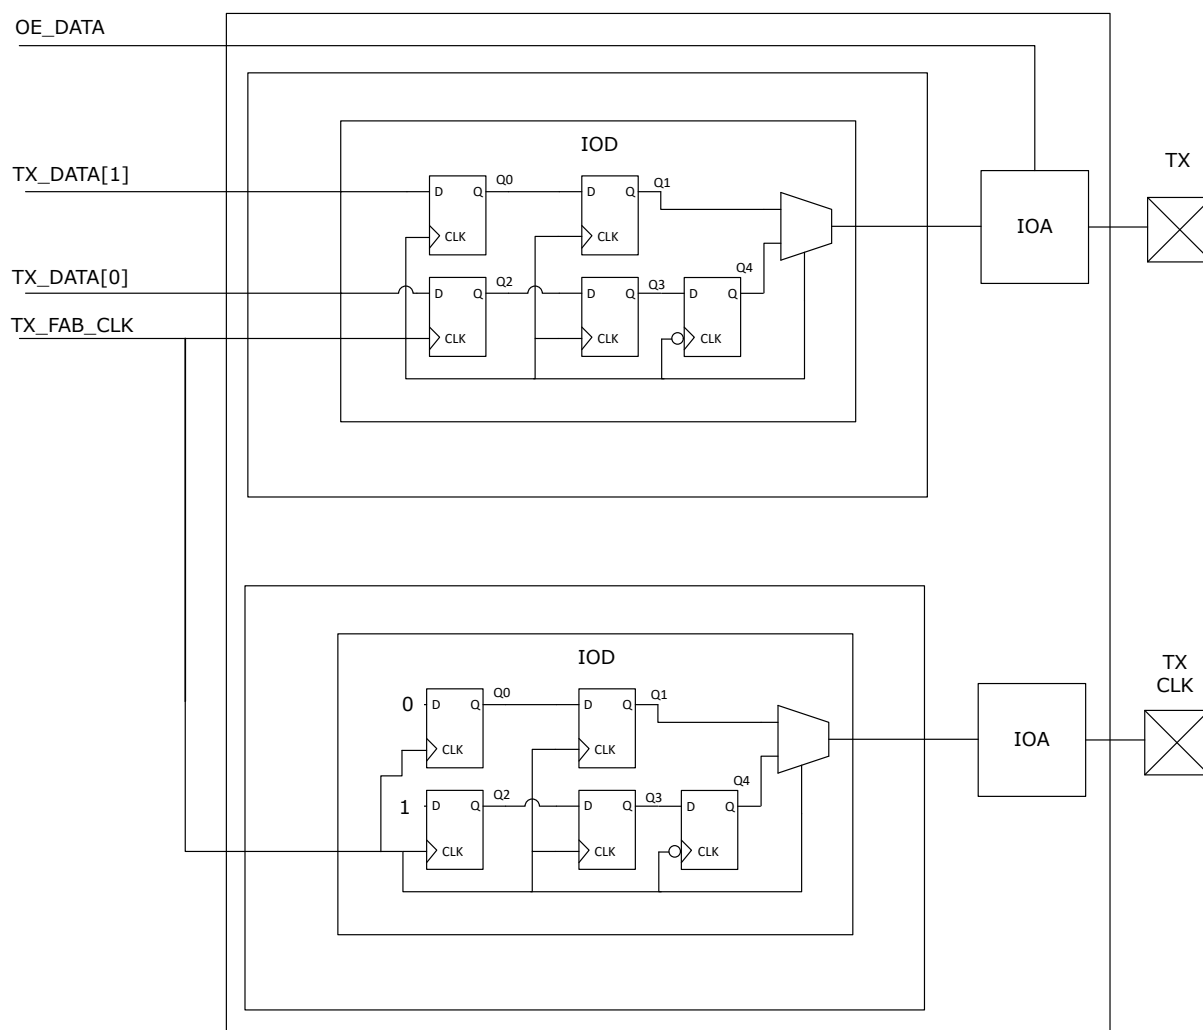 OE_DATA
IOD
TX_DATA[1]
D Q Q0 D Q Q1
CLK CLK
TX
IOA
TX_DATA[0]
D Q Q2 D Q Q3 D Q Q4
TX_FAB_CLK
CLK CLK CLK
IOD
0 D Q Q0 D Q Q1
CLK CLK
TX
CLK
IOA
1 D Q Q2 D Q Q3 D Q Q4
CLK CLK CLK